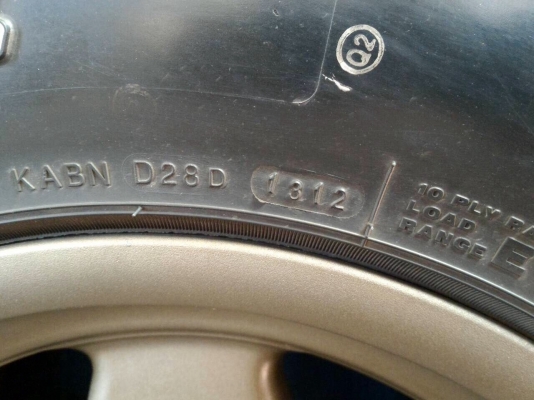 Q2
KABN D28D 1312
10 PLY
LOAD
RANGE E